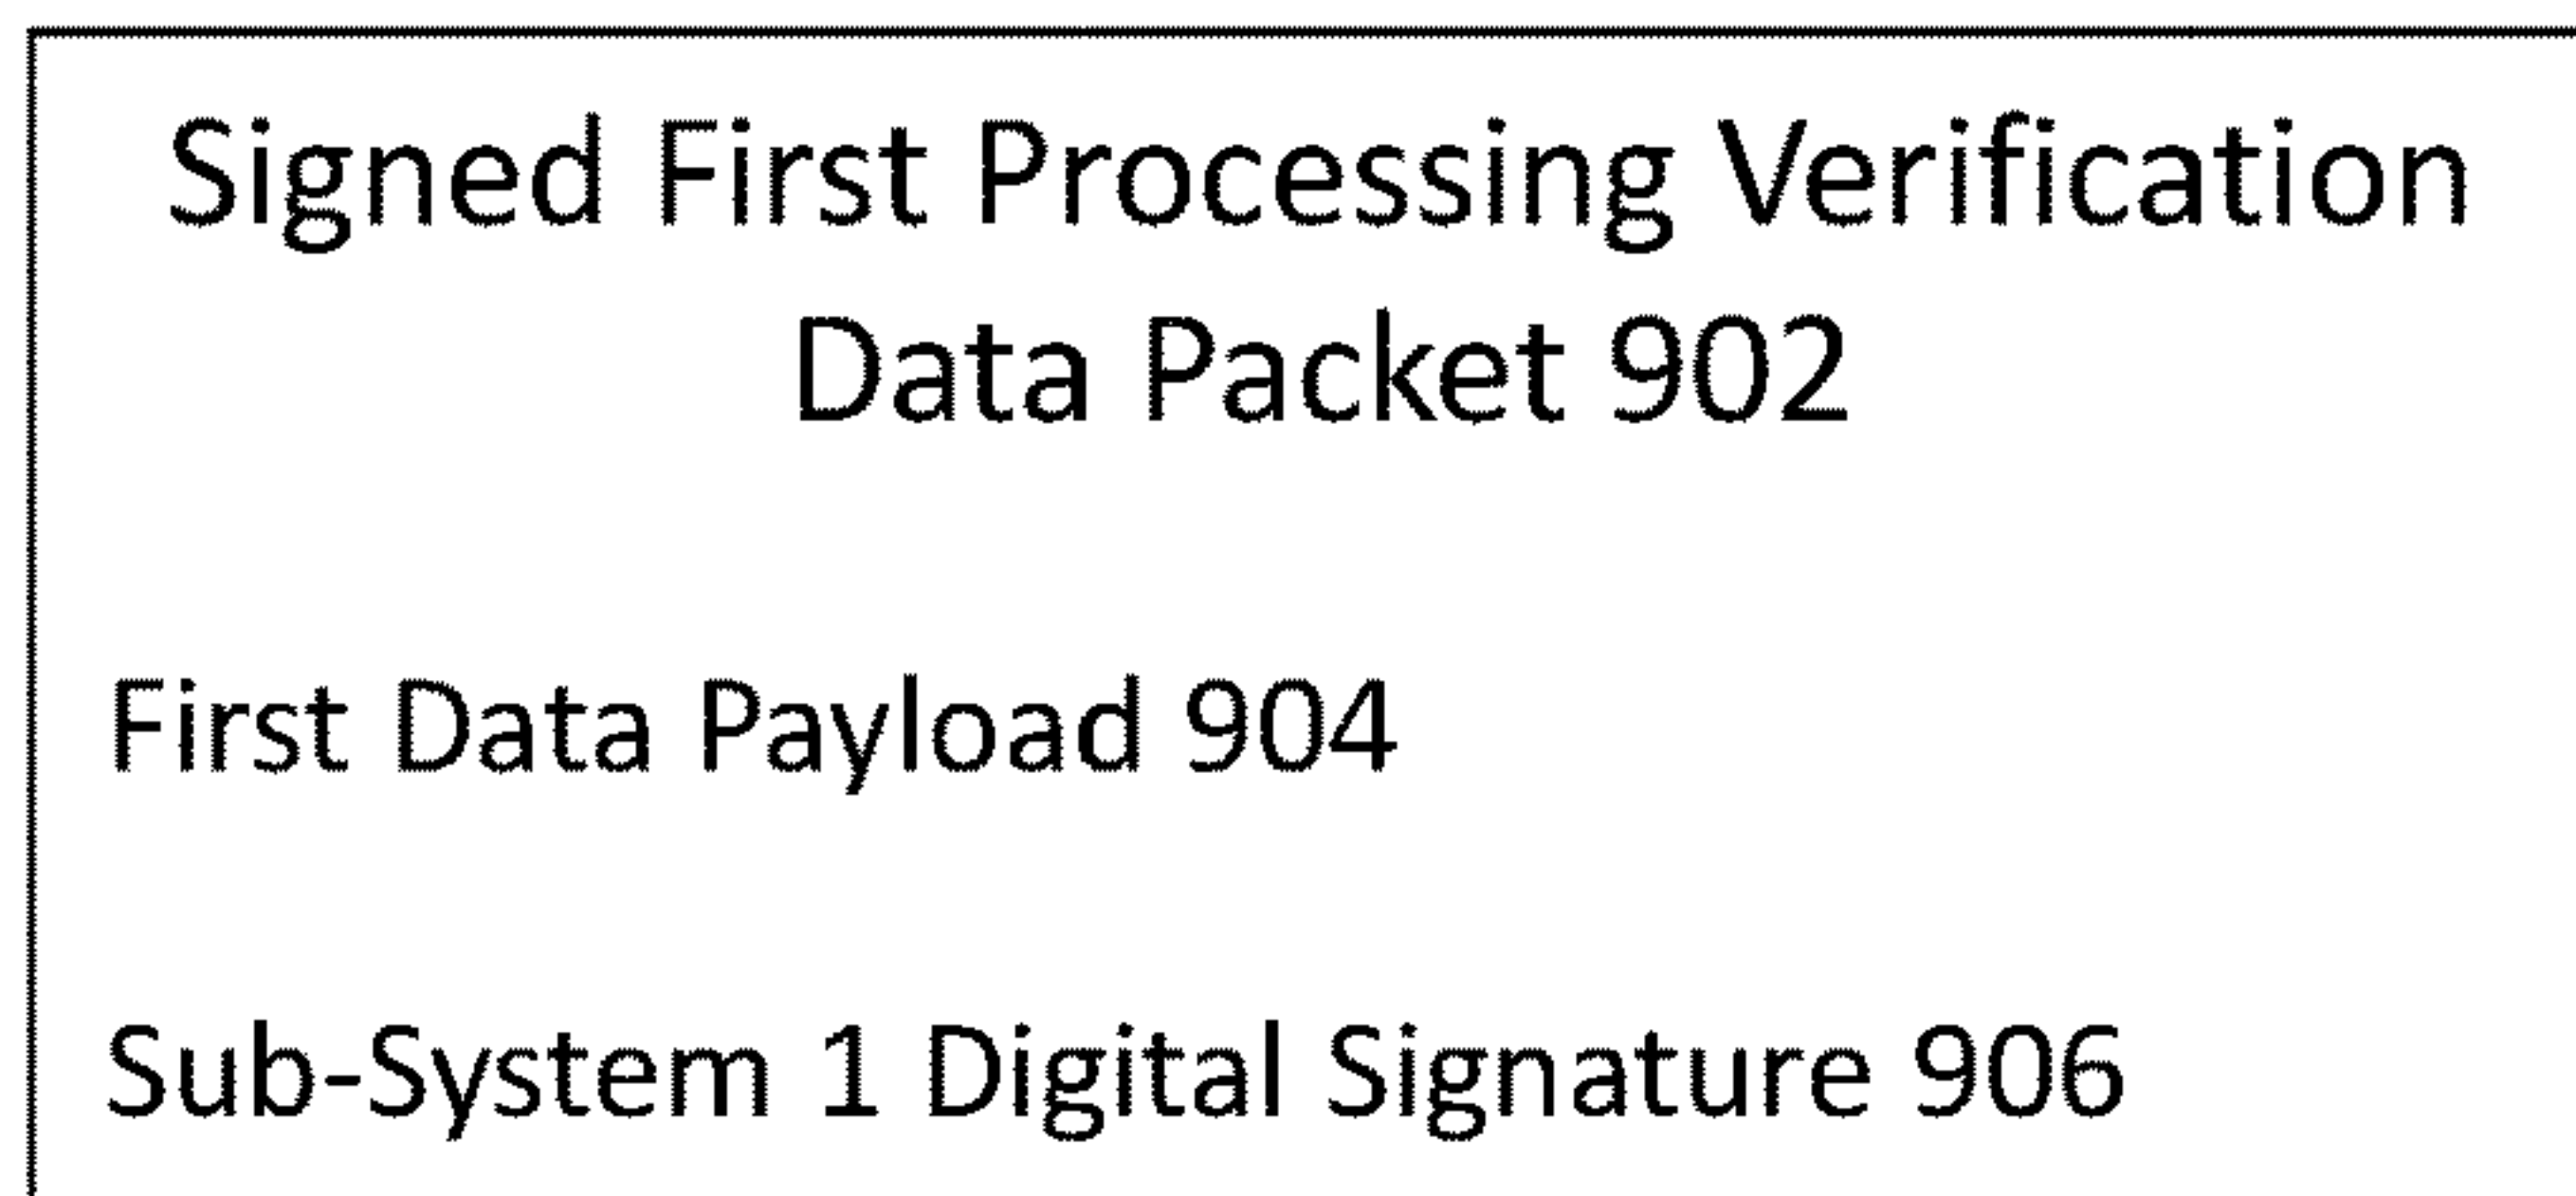 Signed First Processing Verification
Data Packet 902
First Data Payload 904
Sub-System 1 Digital Signature 906